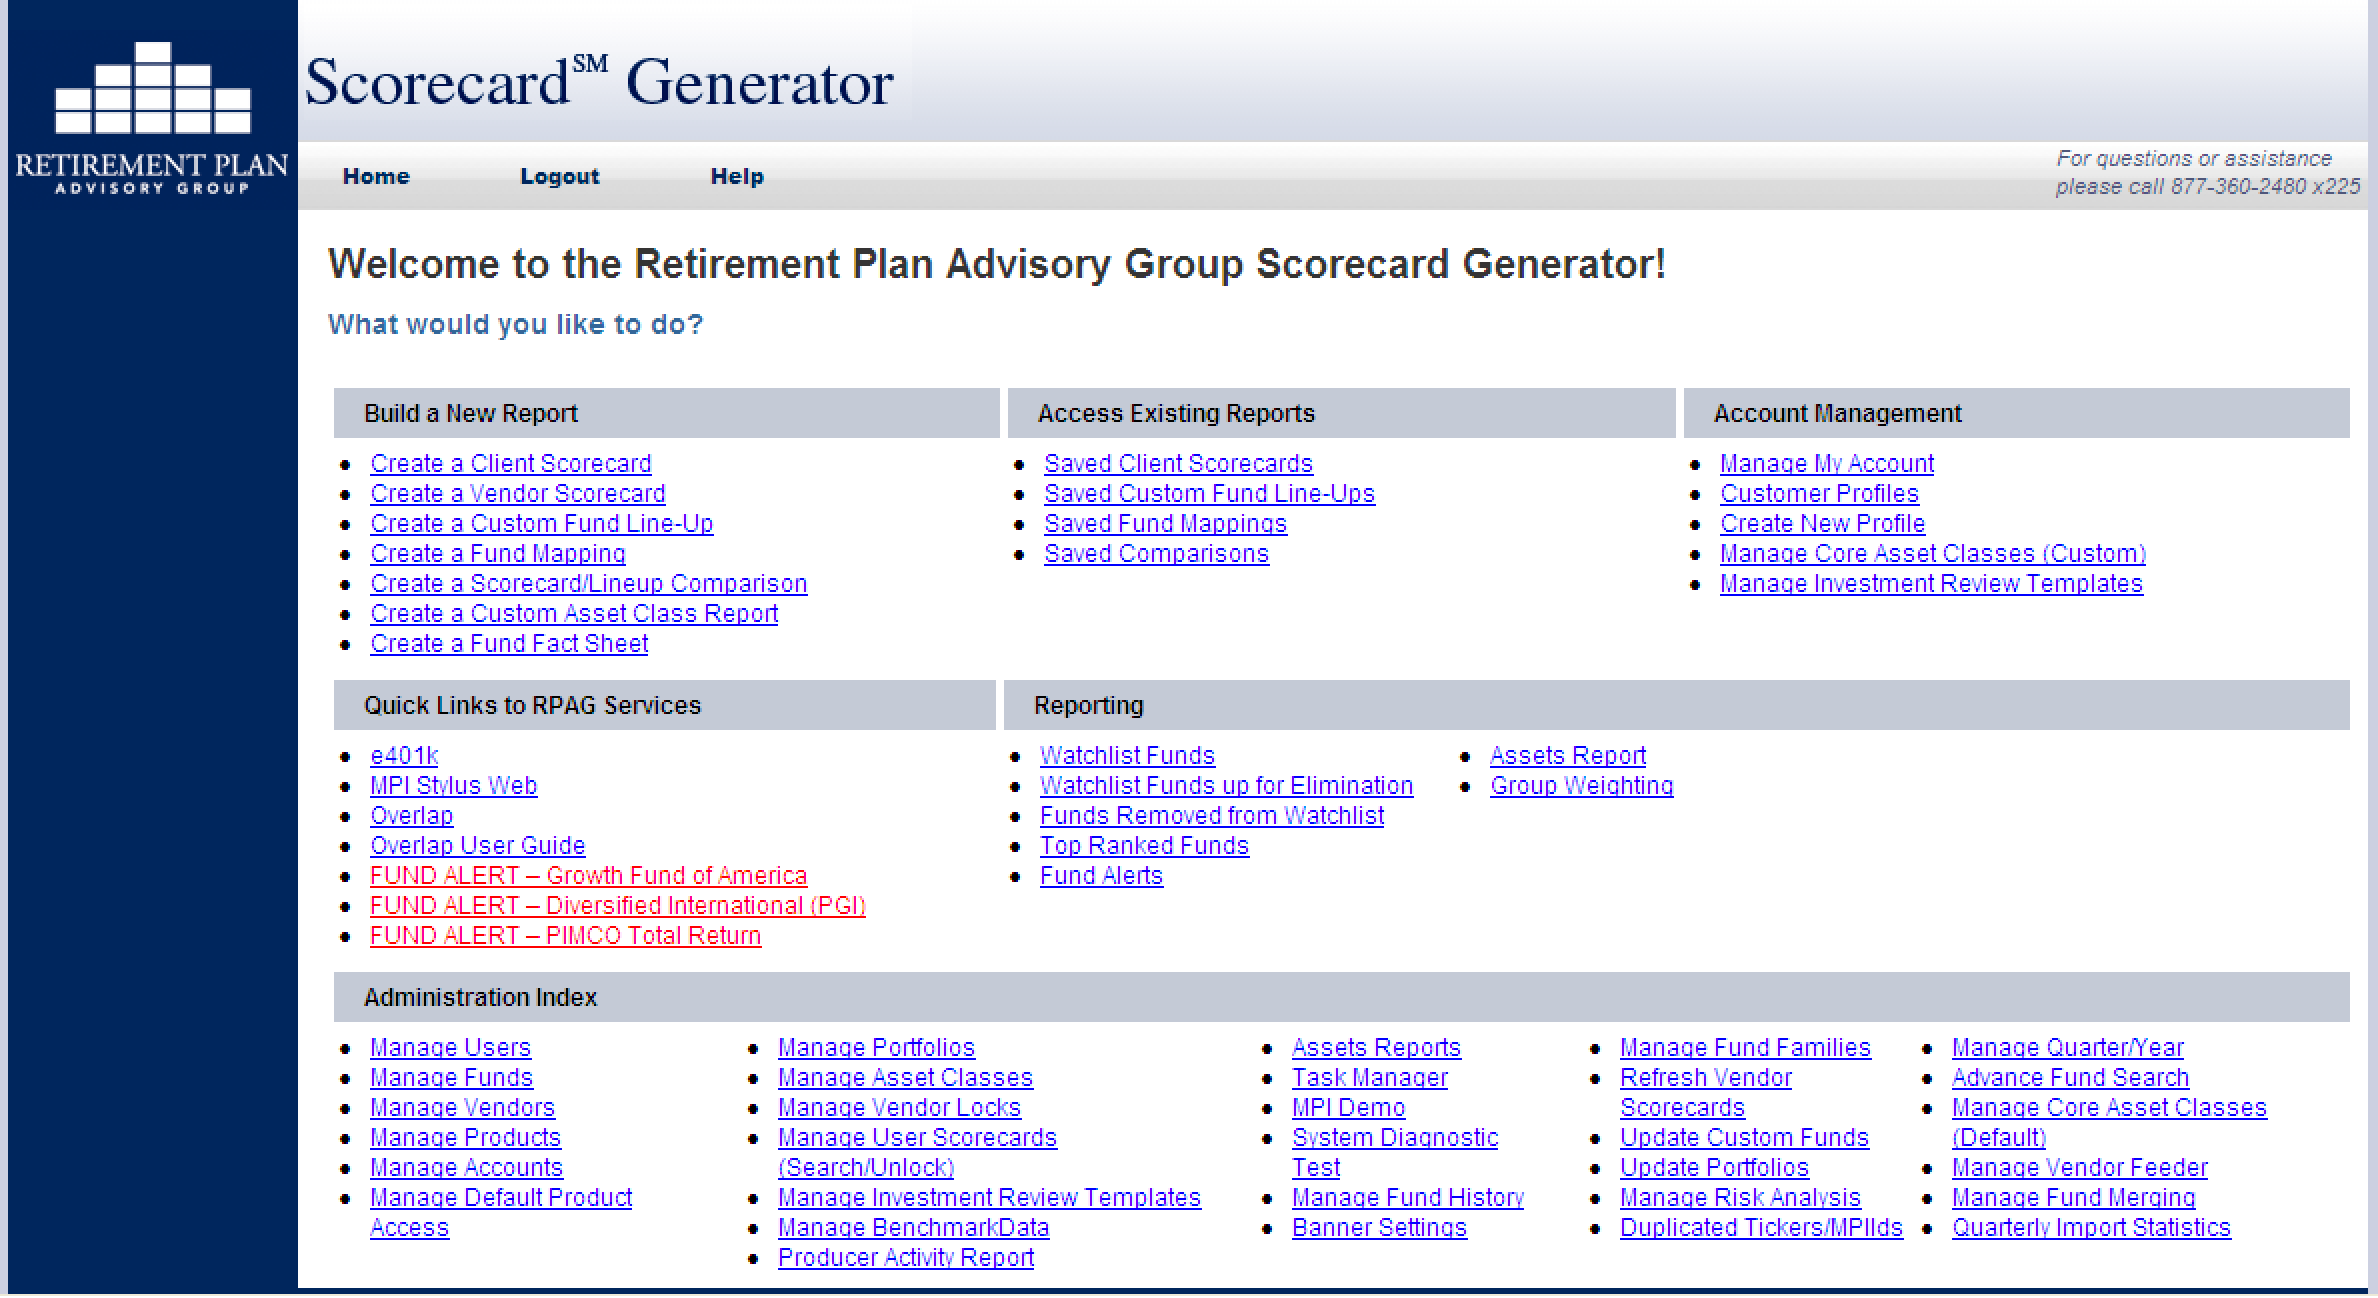 RETIREMENT PLAN
ADVISORY GROUP
Scorecard℠ Generator
Home Logout Help
For questions or assistance
please call 877-360-2480 x225
Welcome to the Retirement Plan Advisory Group Scorecard Generator!
What would you like to do?
Build a New Report
Create a Client Scorecard
Create a Vendor Scorecard
Create a Custom Fund Line-Up
Create a Fund Mapping
Create a Scorecard/Lineup Comparison
Create a Custom Asset Class Report
Create a Fund Fact Sheet
Access Existing Reports
Saved Client Scorecards
Saved Custom Fund Line-Ups
Saved Fund Mappings
Saved Comparisons
Account Management
Manage My Account
Customer Profiles
Create New Profile
Manage Core Asset Classes (Custom)
Manage Investment Review Templates
Quick Links to RPAG Services
e401k
MPI Stylus Web
Overlap
Overlap User Guide
FUND ALERT – Growth Fund of America
FUND ALERT – Diversified International (PGI)
FUND ALERT – PIMCO Total Return
Reporting
Watchlist Funds
Watchlist Funds up for Elimination
Funds Removed from Watchlist
Top Ranked Funds
Fund Alerts
Assets Report
Group Weighting
Administration Index
Manage Users
Manage Funds
Manage Vendors
Manage Products
Manage Accounts
Manage Default Product
Access
Manage Portfolios
Manage Asset Classes
Manage Vendor Locks
Manage User Scorecards
(Search/Unlock)
Manage Investment Review Templates
Manage BenchmarkData
Producer Activity Report
Assets Reports
Task Manager
MPI Demo
System Diagnostic
Test
Manage Fund History
Banner Settings
Manage Fund Families
Refresh Vendor
Scorecards
Update Custom Funds
Update Portfolios
Manage Risk Analysis
Duplicated Tickers/MPIIds
Manage Quarter/Year
Advance Fund Search
Manage Core Asset Classes
(Default)
Manage Vendor Feeder
Manage Fund Merging
Quarterly Import Statistics